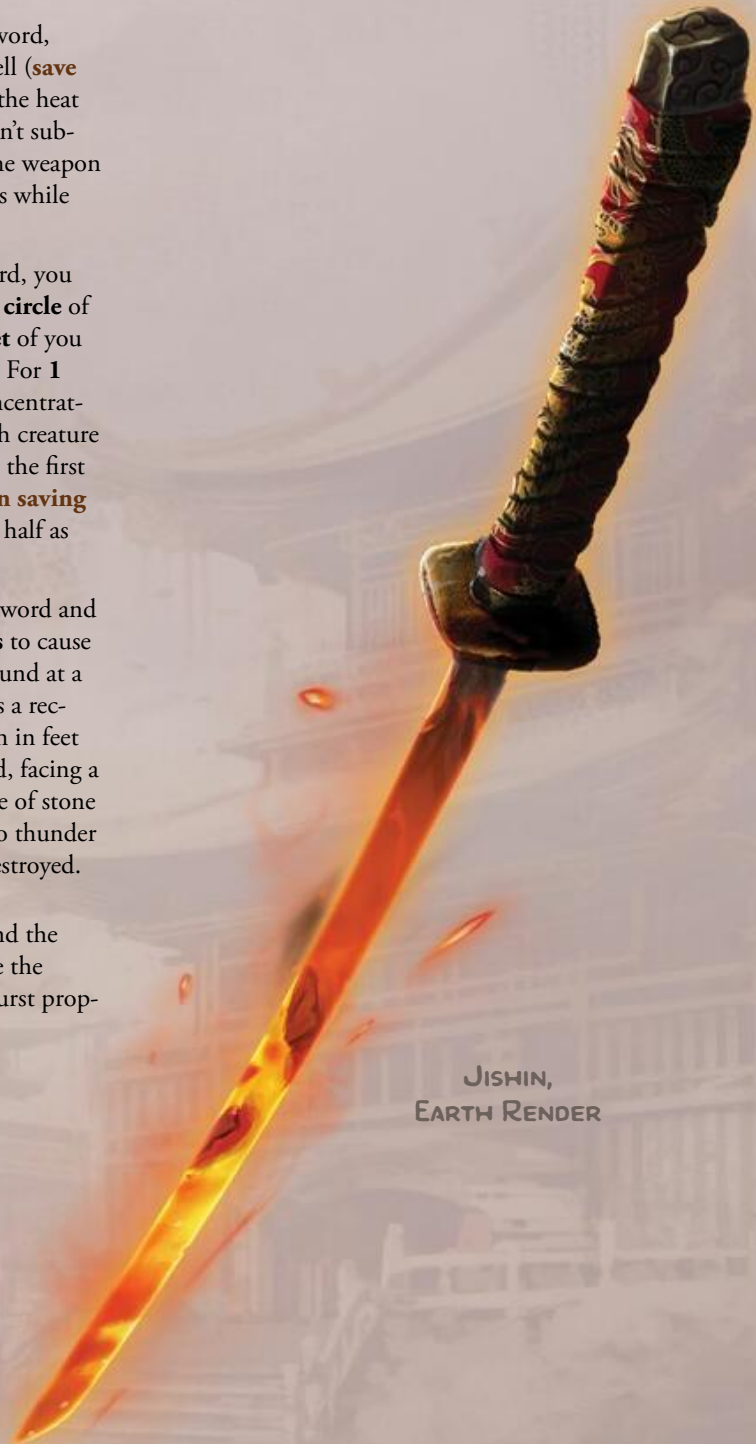 word,
ell (save
the heat
n't sub-
he weapon
s while
rd, you
circle of
et of you
For 1
ncentrat-
h creature
the first
n saving
half as
word and
s to cause
und at a
s a rec-
h in feet
d, facing a
e of stone
o thunder
estroyed.
nd the
e the
urst prop-
Jishin,
Earth Render